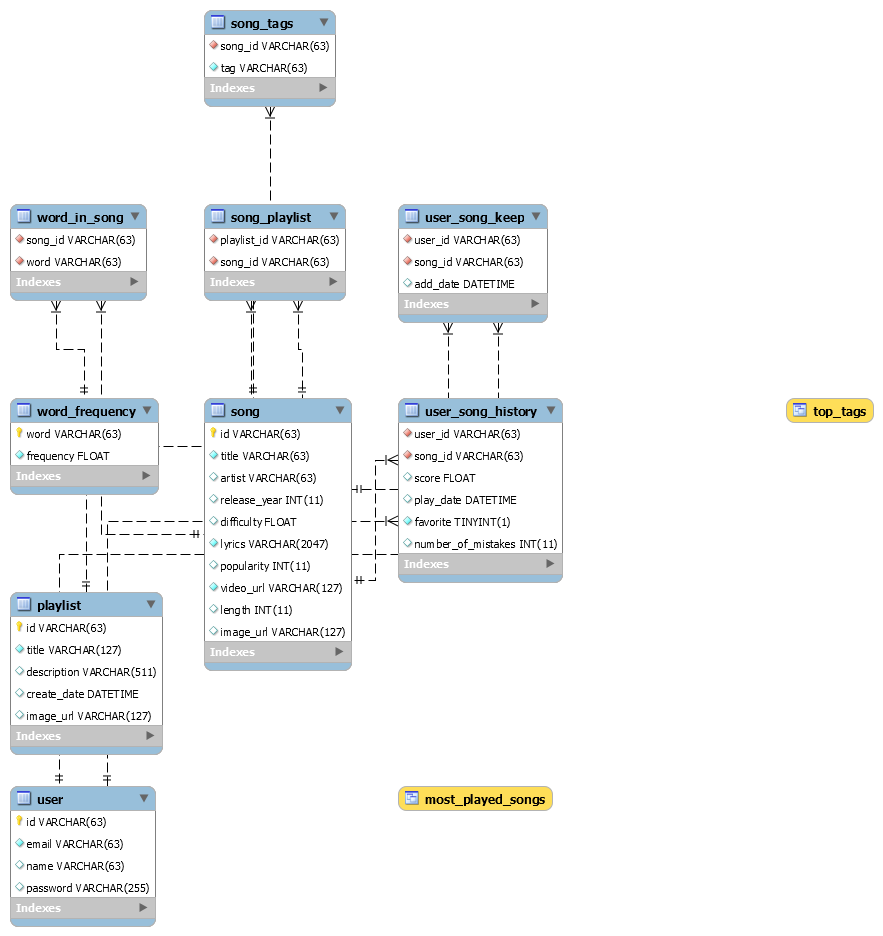 song_tags
song_id VARCHAR(63)
tag VARCHAR(63)
Indexes
word_in_song
song_id VARCHAR(63)
word VARCHAR(63)
Indexes
song_playlist
playlist_id VARCHAR(63)
song_id VARCHAR(63)
Indexes
user_song_keep
user_id VARCHAR(63)
song_id VARCHAR(63)
add_date DATETIME
Indexes
word_frequency
word VARCHAR(63)
frequency FLOAT
Indexes
song
id VARCHAR(63)
title VARCHAR(63)
artist VARCHAR(63)
release_year INT(11)
difficulty FLOAT
lyrics VARCHAR(2047)
popularity INT(11)
video_url VARCHAR(127)
length INT(11)
image_url VARCHAR(127)
Indexes
user_song_history
user_id VARCHAR(63)
song_id VARCHAR(63)
score FLOAT
play_date DATETIME
favorite TINYINT(1)
number_of_mistakes INT(11)
Indexes
top_tags
playlist
id VARCHAR(63)
title VARCHAR(127)
description VARCHAR(511)
create_date DATETIME
image_url VARCHAR(127)
Indexes
user
id VARCHAR(63)
email VARCHAR(63)
name VARCHAR(63)
password VARCHAR(255)
Indexes
most_played_songs